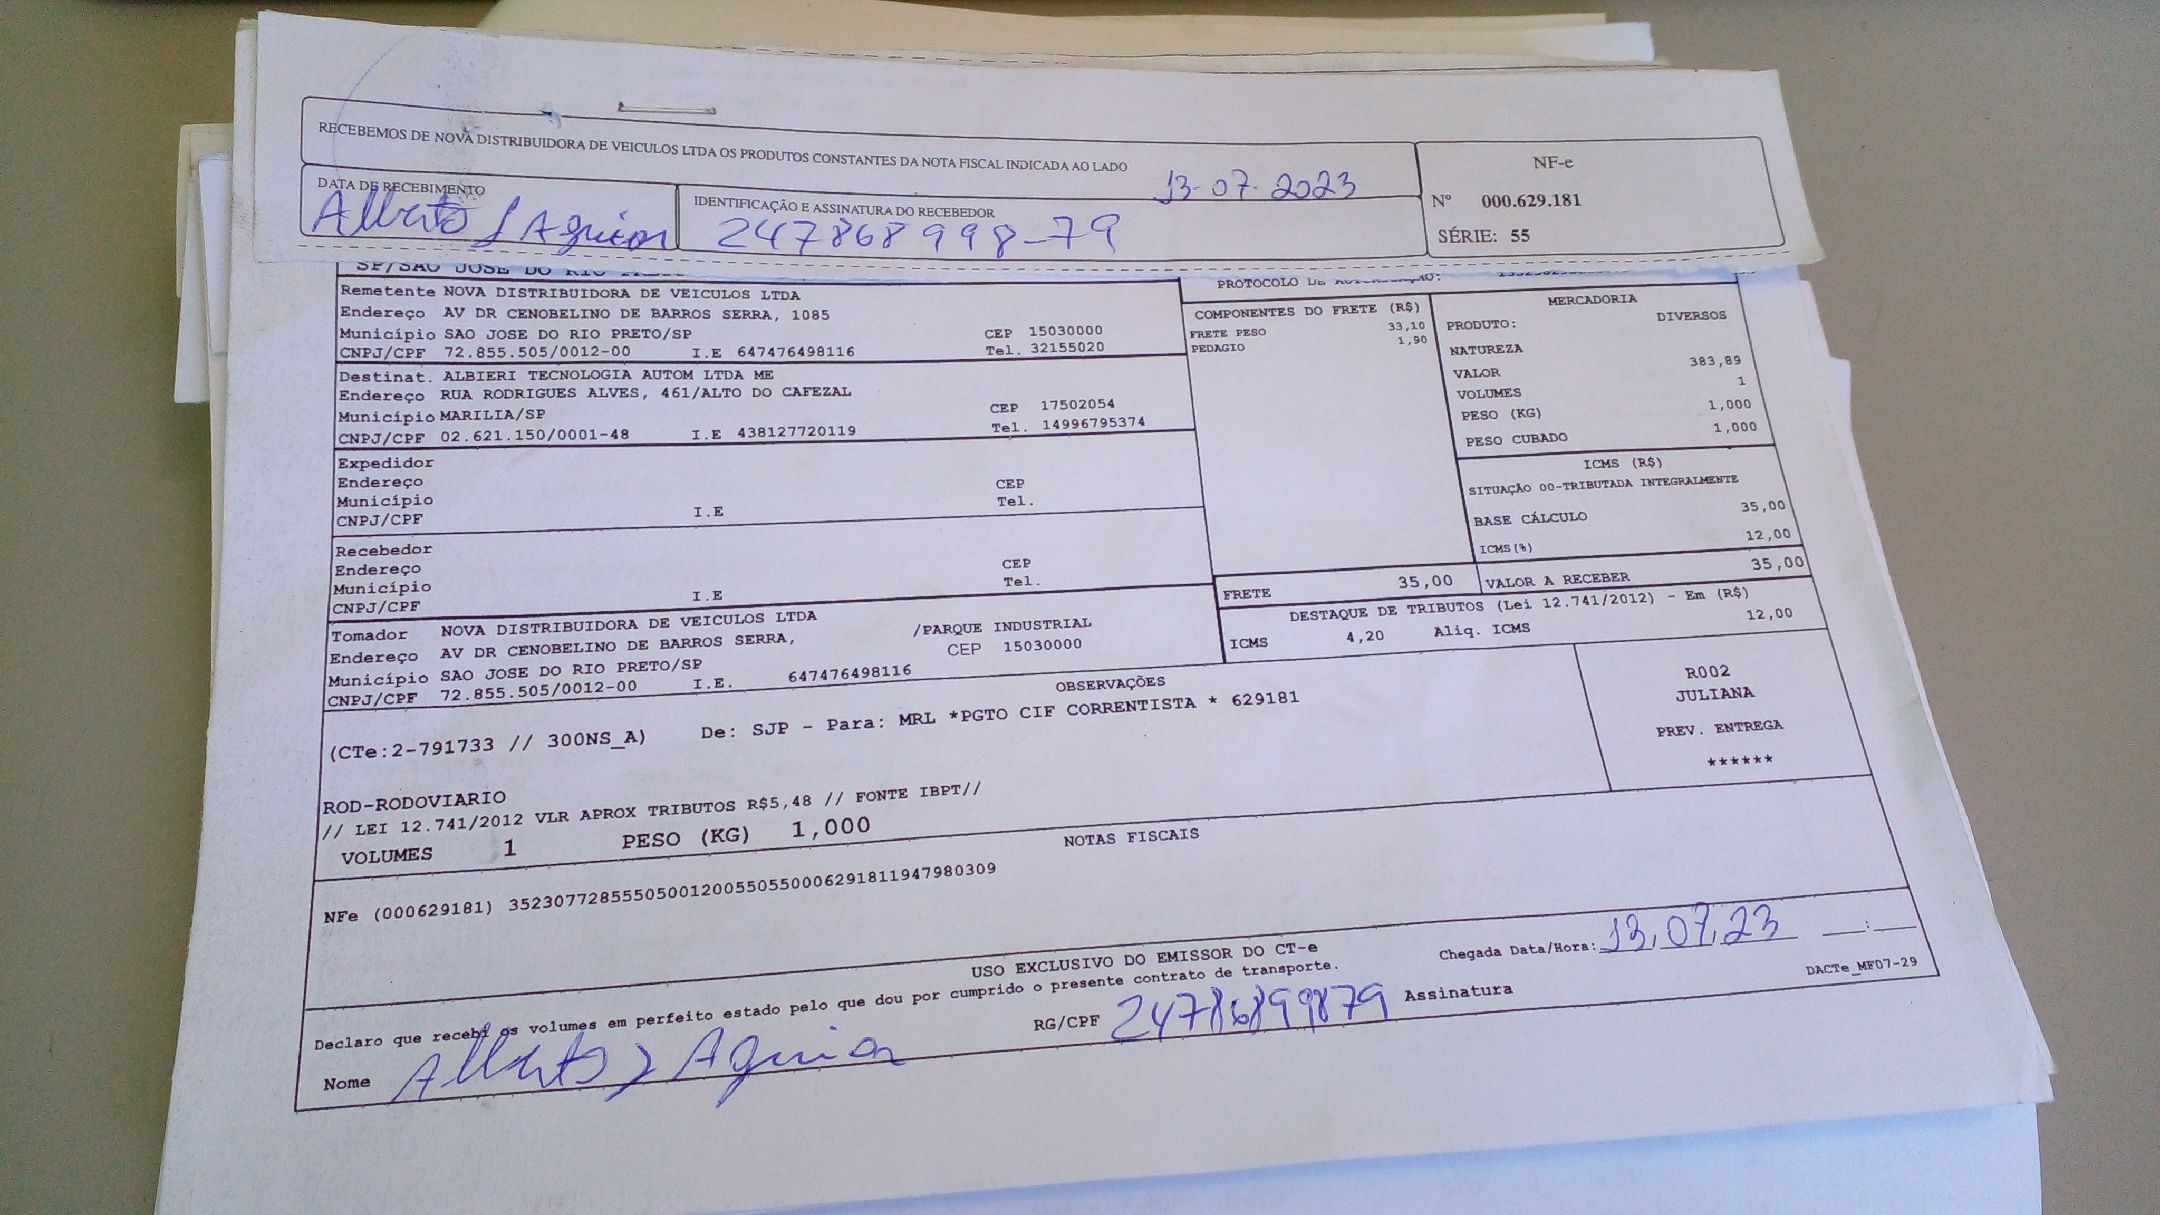 RECEBEMOS DE NOVA DISTRIBUIDORA DE VEICULOS LTDA OS PRODUTOS CONSTANTES DA NOTA FISCAL INDICADA AO LADO
13-07-2023
DATA DE RECEBIMENTO
Alberto J Aguiar
IDENTIFICAÇÃO E ASSINATURA DO RECEBEDOR
247868998-79
NF-e
Nº 000.629.181
SÉRIE: 55
SP/SAO JOSE DO RIO
PROTOCOLO DE
Remetente NOVA DISTRIBUIDORA DE VEICULOS LTDA
Endereço AV DR CENOBELINO DE BARROS SERRA, 1085
Município SAO JOSE DO RIO PRETO/SP CEP 15030000
CNPJ/CPF 72.855.505/0012-00 I.E 647476498116 Tel. 32155020
Destinat. ALBIERI TECNOLOGIA AUTOM LTDA ME
Endereço RUA RODRIGUES ALVES, 461/ALTO DO CAFEZAL
Município MARILIA/SP CEP 17502054
CNPJ/CPF 02.621.150/0001-48 I.E 438127720119 Tel. 14996795374
Expedidor
Endereço CEP
Município Tel.
CNPJ/CPF I.E
Recebedor
Endereço CEP
Município Tel.
CNPJ/CPF I.E
Tomador NOVA DISTRIBUIDORA DE VEICULOS LTDA
Endereço AV DR CENOBELINO DE BARROS SERRA, /PARQUE INDUSTRIAL
Município SAO JOSE DO RIO PRETO/SP CEP 15030000
CNPJ/CPF 72.855.505/0012-00 I.E. 647476498116
COMPONENTES DO FRETE (R$)
FRETE PESO 33,10
PEDAGIO 1,90
MERCADORIA
PRODUTO: DIVERSOS
NATUREZA
VALOR 383,89
VOLUMES 1
PESO (KG) 1,000
PESO CUBADO 1,000
ICMS (R$)
SITUAÇÃO 00-TRIBUTADA INTEGRALMENTE
BASE CÁLCULO 35,00
ICMS(%) 12,00
FRETE 35,00 VALOR A RECEBER 35,00
DESTAQUE DE TRIBUTOS (Lei 12.741/2012) - Em (R$)
ICMS 4,20 Aliq. ICMS 12,00
OBSERVAÇÕES
(CTe:2-791733 // 300NS_A) De: SJP - Para: MRL *PGTO CIF CORRENTISTA * 629181
R002
JULIANA
PREV. ENTREGA
******
ROD-RODOVIARIO
// LEI 12.741/2012 VLR APROX TRIBUTOS R$5,48 // FONTE IBPT//
VOLUMES 1 PESO (KG) 1,000
NOTAS FISCAIS
NFe (000629181) 35230772855505001200550550006291811947980309
USO EXCLUSIVO DO EMISSOR DO CT-e
Chegada Data/Hora: 13,07,23 __:__
DACTe_MF07-29
Declaro que recebi os volumes em perfeito estado pelo que dou por cumprido o presente contrato de transporte.
Nome Alberto J Aguiar RG/CPF 24786899879 Assinatura